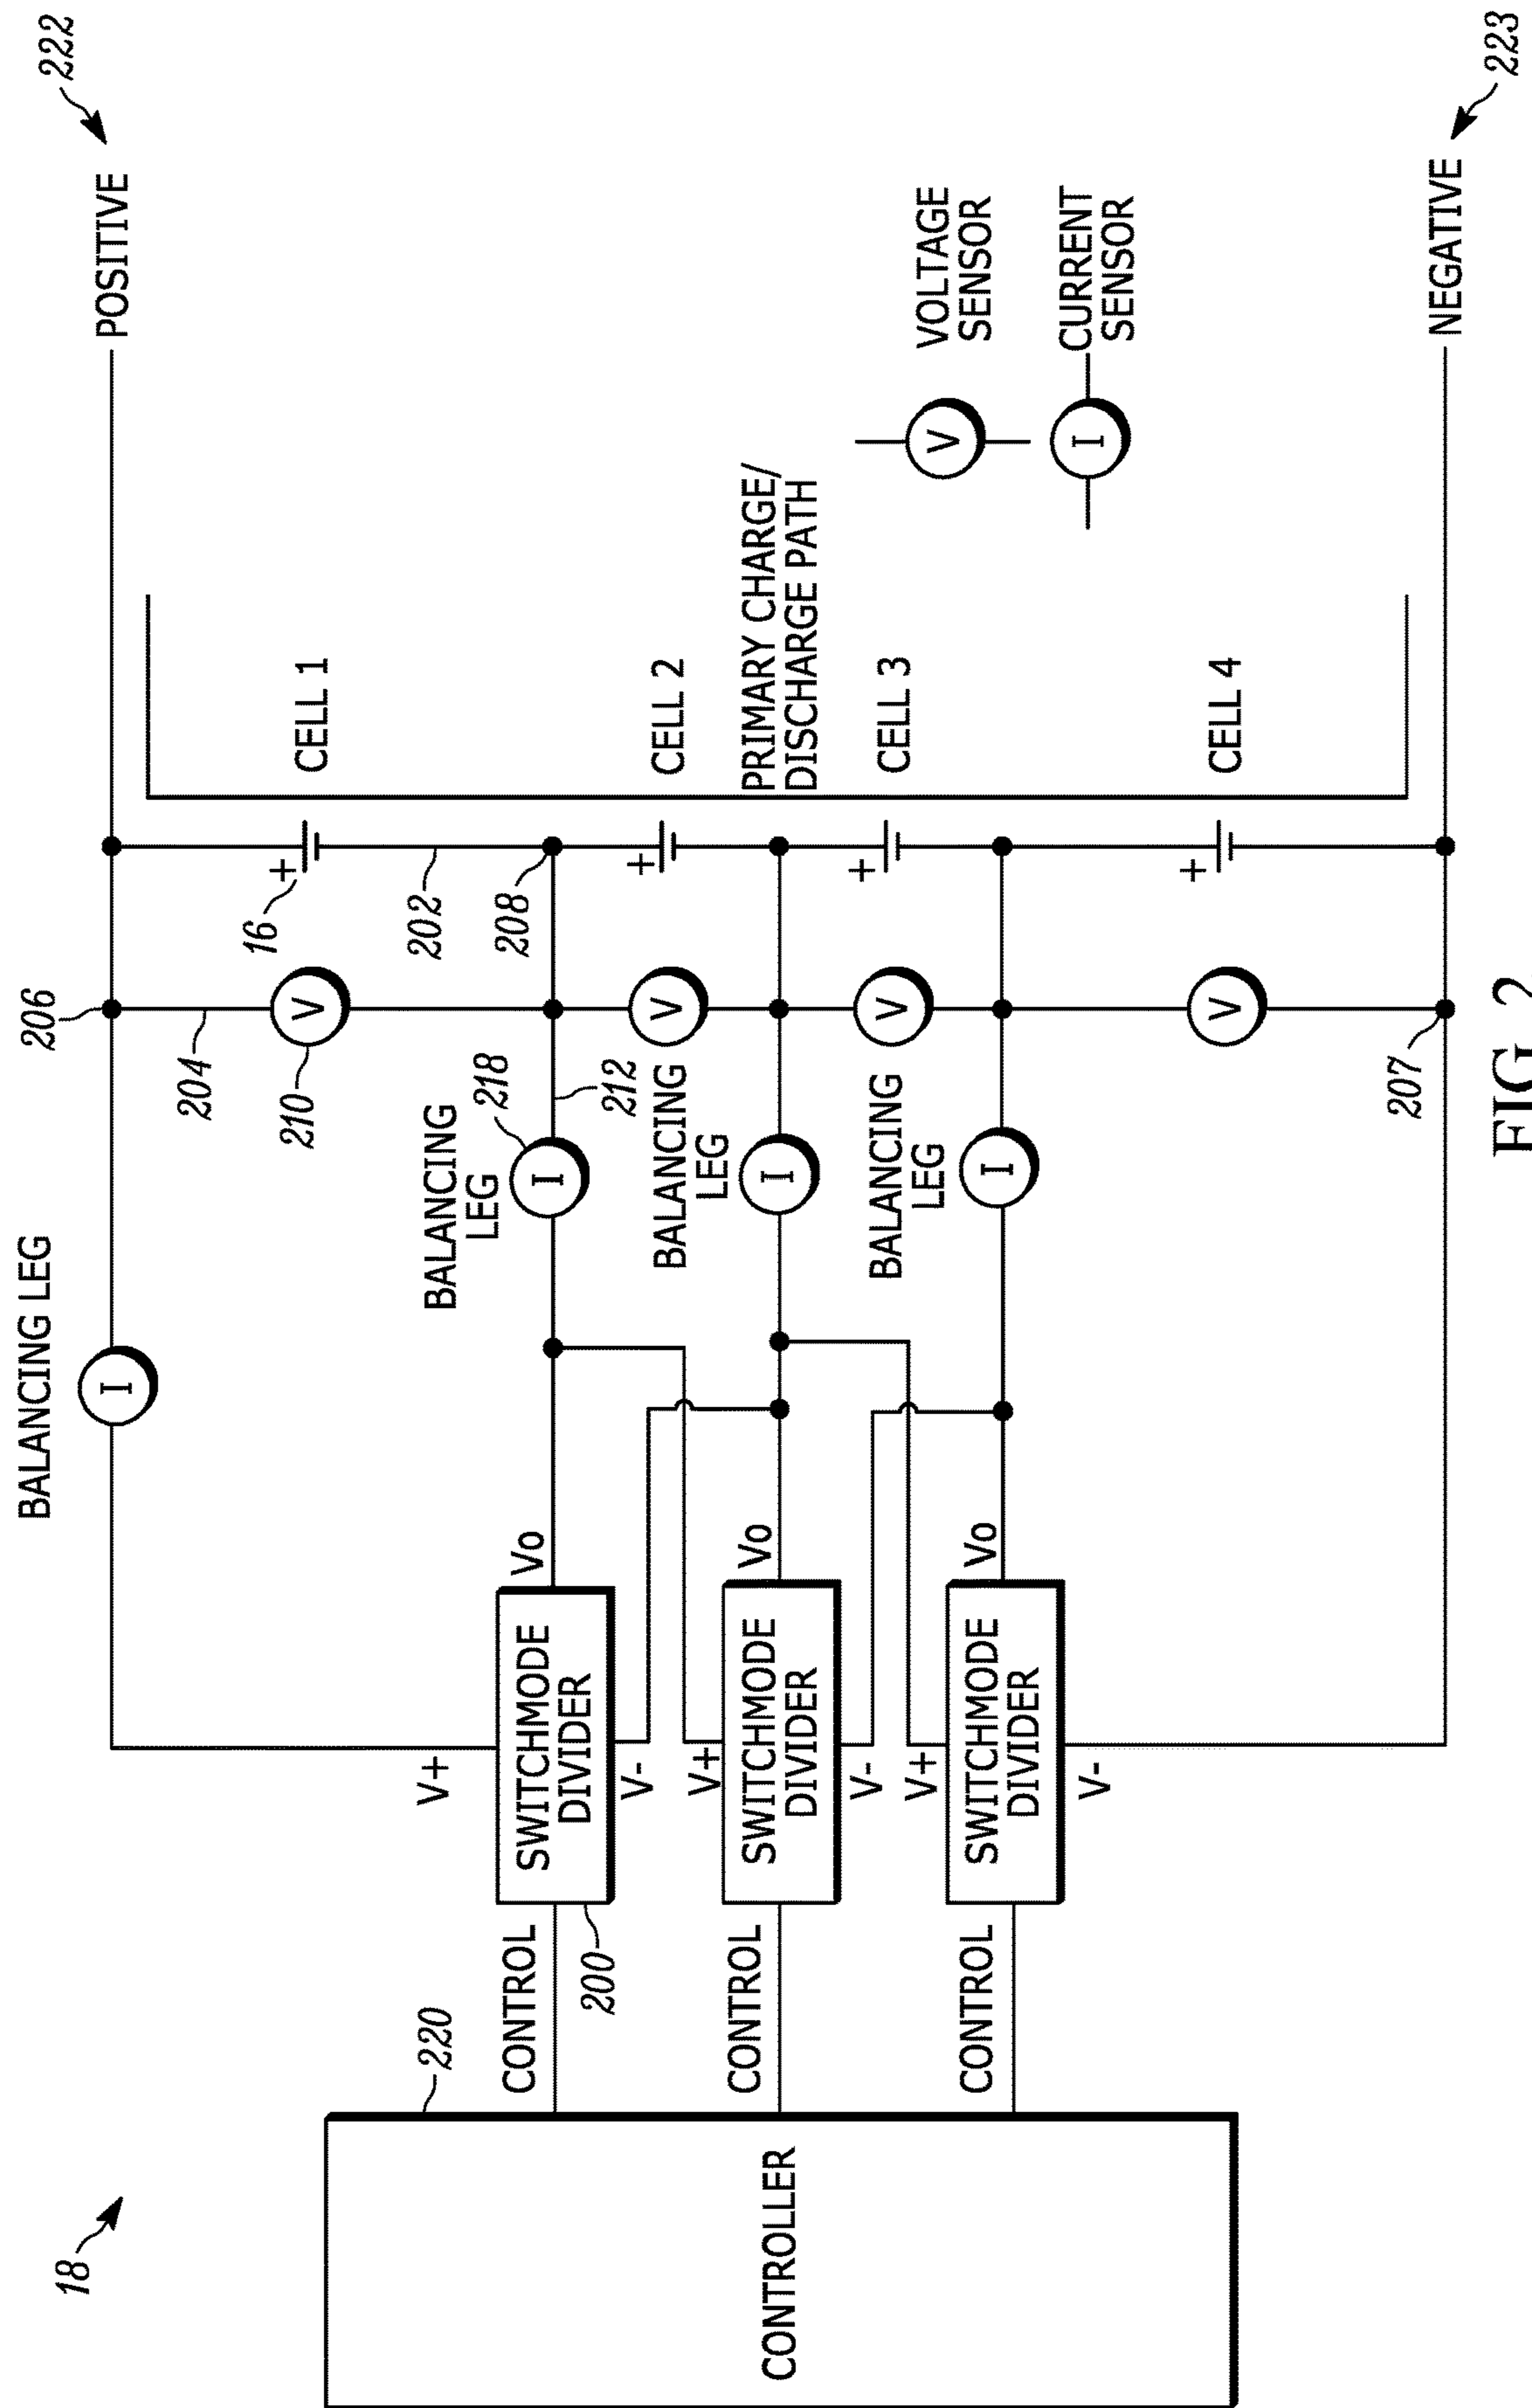 18
220
CONTROLLER
CONTROL
CONTROL
CONTROL
200
V+
SWITCHMODE
DIVIDER
Vo
V-
V+
SWITCHMODE
DIVIDER
Vo
V-
V+
SWITCHMODE
DIVIDER
Vo
V-
BALANCING LEG
I
BALANCING
LEG
I
218
212
BALANCING
LEG
I
BALANCING
LEG
I
206
204
210
V
V
V
V
207
16
+
202
208
+
+
+
CELL 1
CELL 2
PRIMARY CHARGE/
DISCHARGE PATH
CELL 3
CELL 4
POSITIVE
222
V
VOLTAGE
SENSOR
I
CURRENT
SENSOR
NEGATIVE
223
FIG. 2